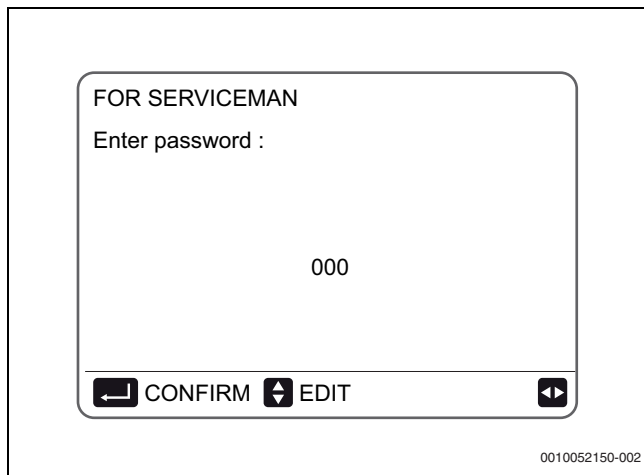 FOR SERVICEMAN
Enter password :
000
CONFIRM EDIT
0010052150-002